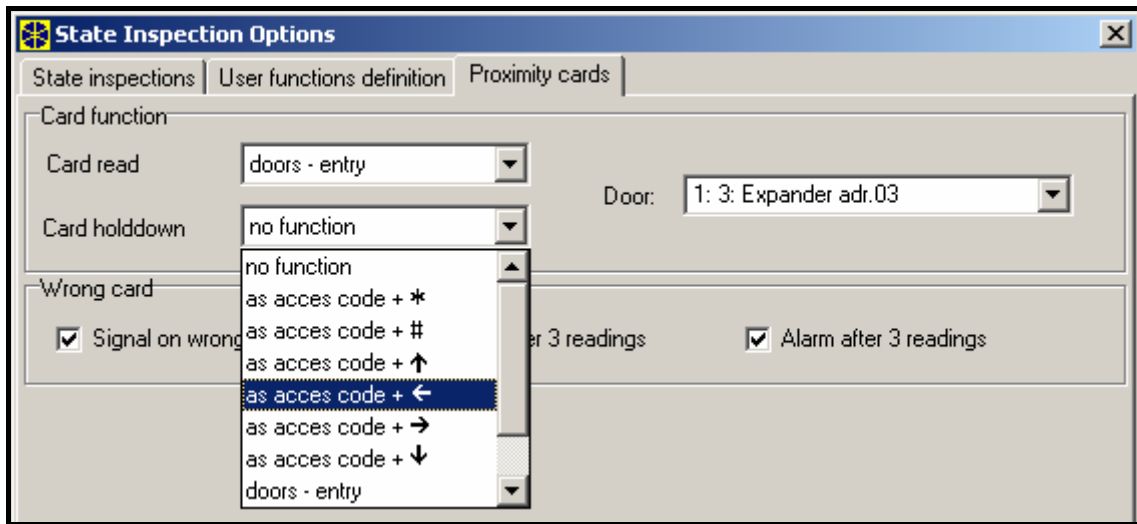 State Inspection Options
State inspections User functions definition Proximity cards
Card function
Card read doors - entry
Door: 1: 3: Expander adr.03
Card holddown no function
no function
as acces code + *
as acces code + #
as acces code + ↑
as acces code + ←
as acces code + →
as acces code + ↓
doors - entry
Wrong card
Signal on wrong 3 readings Alarm after 3 readings